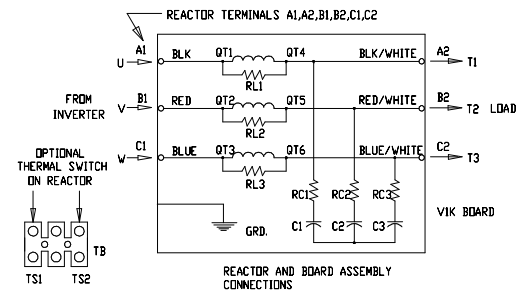 REACTOR TERMINALS A1,A2,B1,B2,C1,C2
A1 BLK QT1 QT4 BLK/WHITE A2
U RL1 T1
FROM
INVERTER
B1 RED QT2 QT5 RED/WHITE B2
V RL2 T2 LOAD
C1 BLUE QT3 QT6 BLUE/WHITE C2
W RL3 T3
OPTIONAL
THERMAL SWITCH
ON REACTOR
RC1 RC2 RC3
V1K BOARD
GRD. C1 C2 C3
TB
TS1 TS2
REACTOR AND BOARD ASSEMBLY
CONNECTIONS